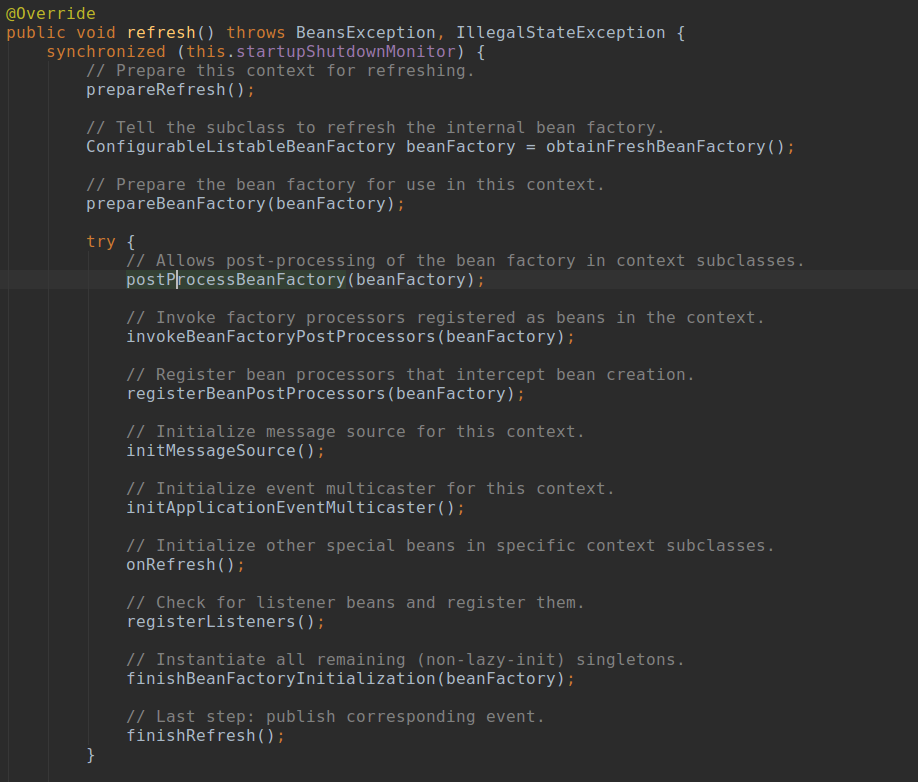 @Override
public void refresh() throws BeansException, IllegalStateException {
synchronized (this.startupShutdownMonitor) {
// Prepare this context for refreshing.
prepareRefresh();
// Tell the subclass to refresh the internal bean factory.
ConfigurableListableBeanFactory beanFactory = obtainFreshBeanFactory();
// Prepare the bean factory for use in this context.
prepareBeanFactory(beanFactory);
try {
// Allows post-processing of the bean factory in context subclasses.
postProcessBeanFactory(beanFactory);
// Invoke factory processors registered as beans in the context.
invokeBeanFactoryPostProcessors(beanFactory);
// Register bean processors that intercept bean creation.
registerBeanPostProcessors(beanFactory);
// Initialize message source for this context.
initMessageSource();
// Initialize event multicaster for this context.
initApplicationEventMulticaster();
// Initialize other special beans in specific context subclasses.
onRefresh();
// Check for listener beans and register them.
registerListeners();
// Instantiate all remaining (non-lazy-init) singletons.
finishBeanFactoryInitialization(beanFactory);
// Last step: publish corresponding event.
finishRefresh();
}